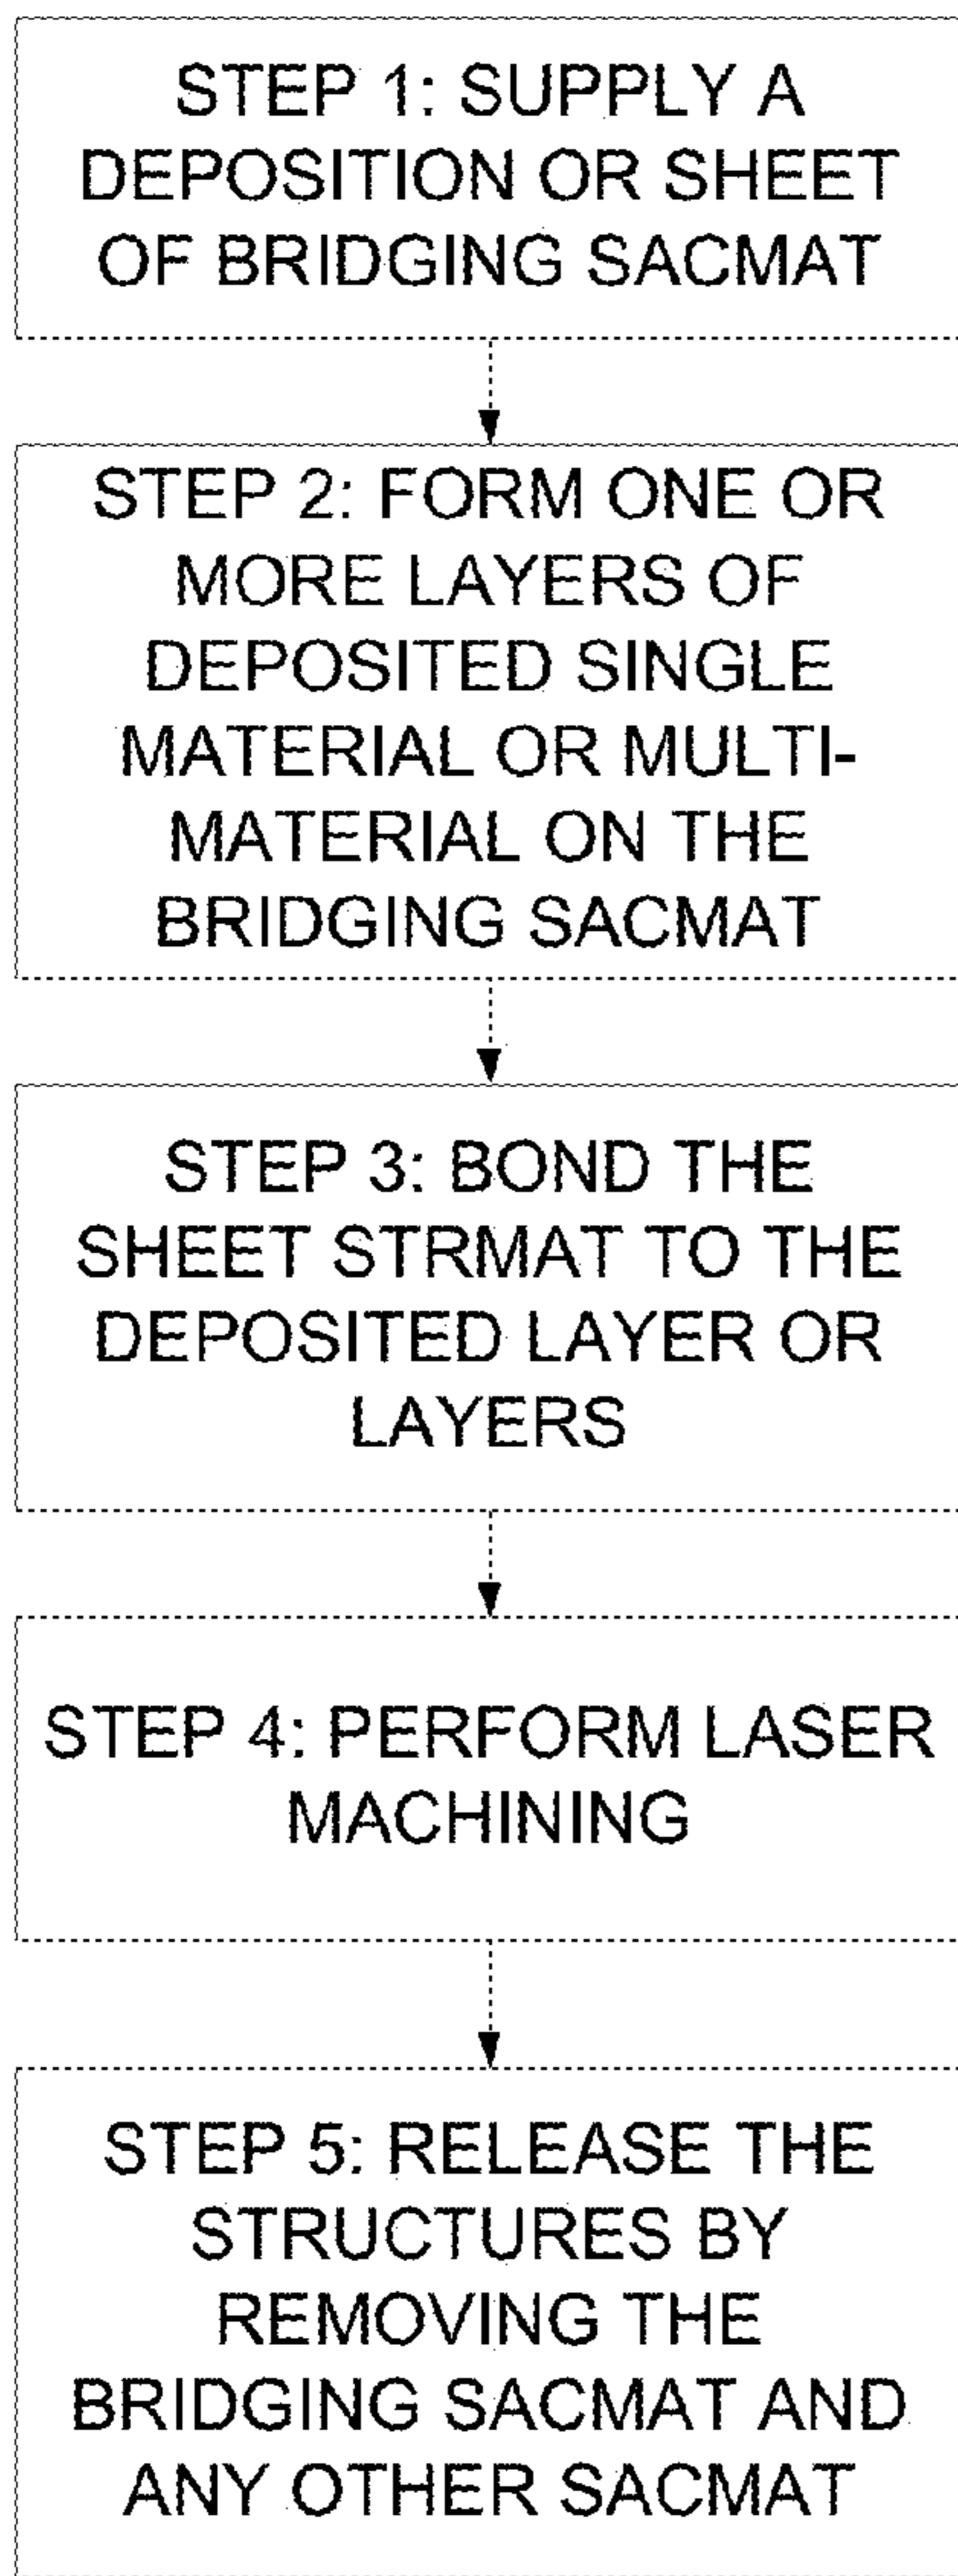 STEP 1: SUPPLY A
DEPOSITION OR SHEET
OF BRIDGING SACMAT
STEP 2: FORM ONE OR
MORE LAYERS OF
DEPOSITED SINGLE
MATERIAL OR MULTI-
MATERIAL ON THE
BRIDGING SACMAT
STEP 3: BOND THE
SHEET STRMAT TO THE
DEPOSITED LAYER OR
LAYERS
STEP 4: PERFORM LASER
MACHINING
STEP 5: RELEASE THE
STRUCTURES BY
REMOVING THE
BRIDGING SACMAT AND
ANY OTHER SACMAT